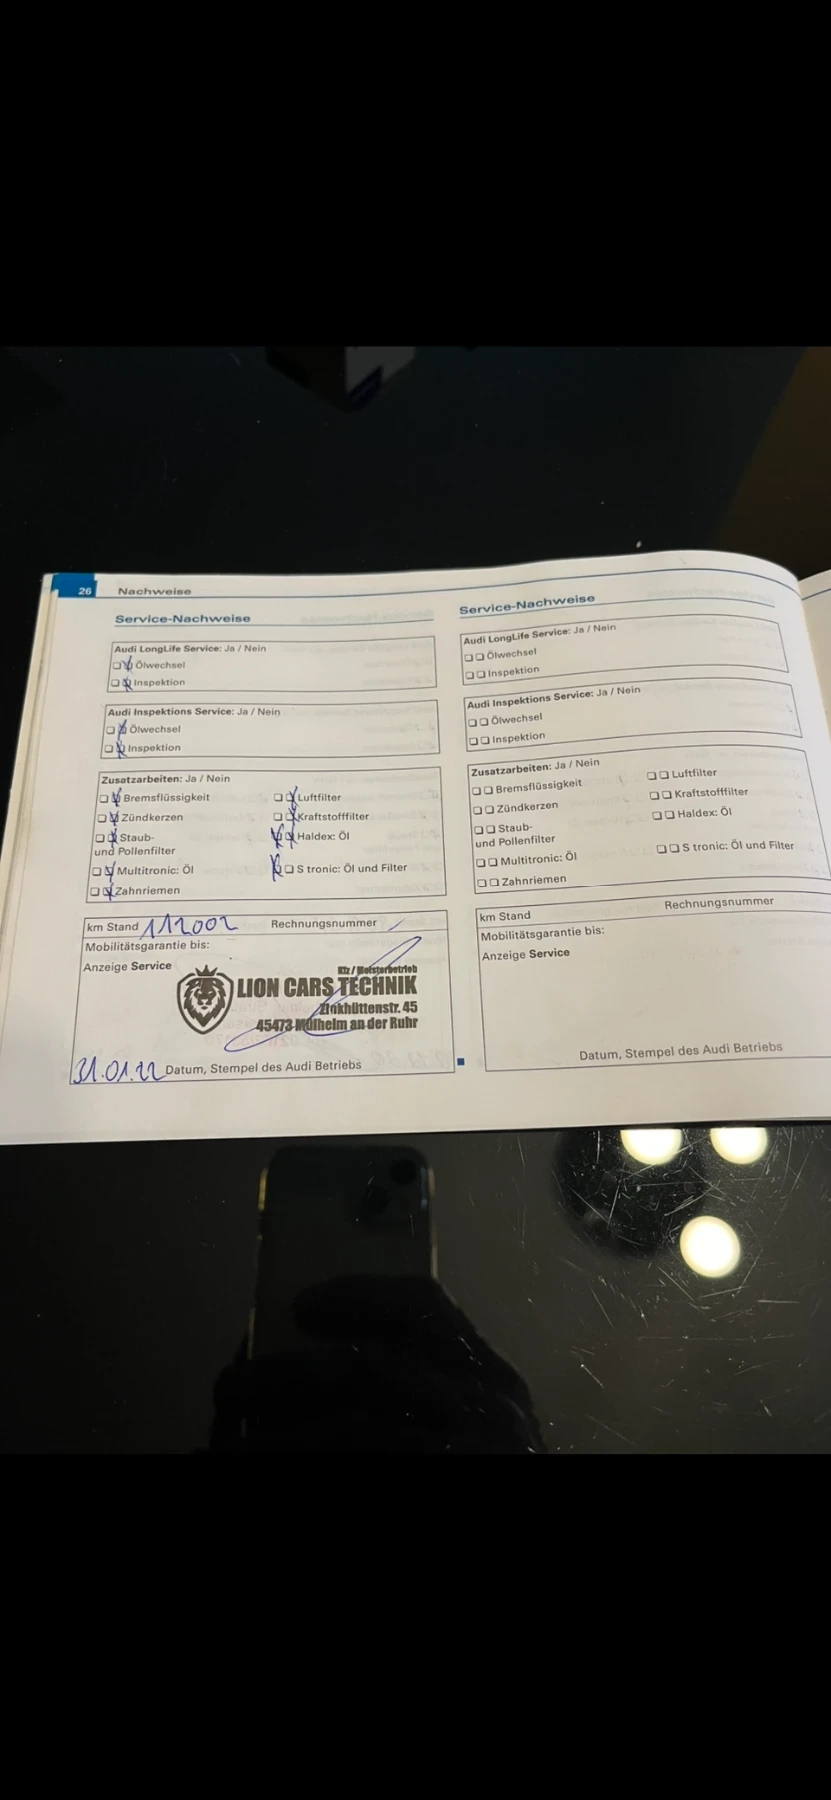 26 Nachweise
Service-Nachweise
Audi LongLife Service: Ja / Nein
Ölwechsel
Inspektion
Audi Inspektions Service: Ja / Nein
Ölwechsel
Inspektion
Zusatzarbeiten: Ja / Nein
Bremsflüssigkeit Luftfilter
Zündkerzen Kraftstofffilter
Staub- Haldex: Öl
und Pollenfilter
Multitronic: Öl S tronic: Öl und Filter
Zahnriemen
km Stand 112002 Rechnungsnummer
Mobilitätsgarantie bis:
Anzeige Service
Kfz / Meisterbetrieb
LION CARS TECHNIK
Zinkhüttenstr. 45
45473 Mülheim an der Ruhr
31.01.22 Datum, Stempel des Audi Betriebs
Service-Nachweise
Audi LongLife Service: Ja / Nein
Ölwechsel
Inspektion
Audi Inspektions Service: Ja / Nein
Ölwechsel
Inspektion
Zusatzarbeiten: Ja / Nein
Bremsflüssigkeit Luftfilter
Zündkerzen Kraftstofffilter
Staub- Haldex: Öl
und Pollenfilter
Multitronic: Öl S tronic: Öl und Filter
Zahnriemen
km Stand Rechnungsnummer
Mobilitätsgarantie bis:
Anzeige Service
Datum, Stempel des Audi Betriebs